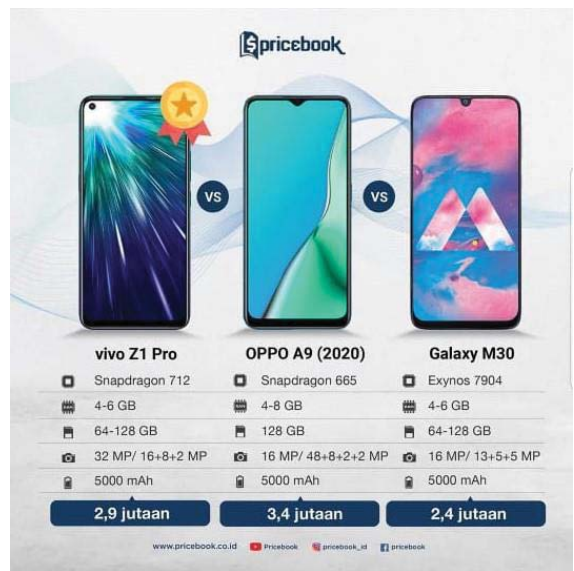 pricebook
VS
VS
vivo Z1 Pro
OPPO A9 (2020)
Galaxy M30
Snapdragon 712
Snapdragon 665
Exynos 7904
4-6 GB
4-8 GB
4-6 GB
64-128 GB
128 GB
64-128 GB
32 MP/ 16+8+2 MP
16 MP/ 48+8+2+2 MP
16 MP/ 13+5+5 MP
5000 mAh
5000 mAh
5000 mAh
2,9 jutaan
3,4 jutaan
2,4 jutaan
www.pricebook.co.id
Pricebook
pricebook_id
pricebook